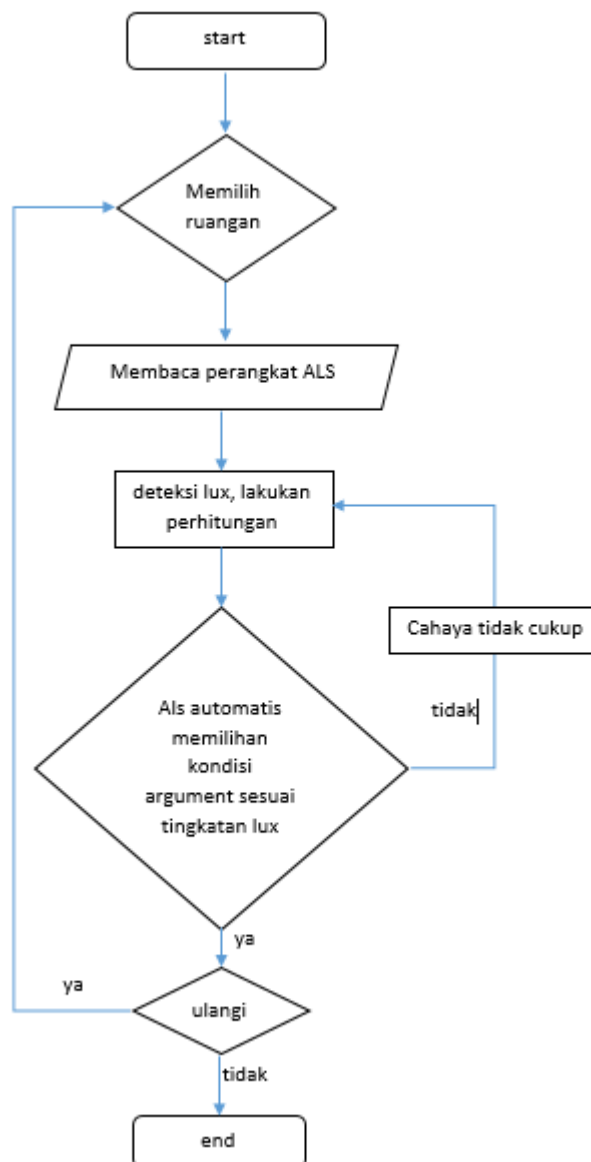 start
Memilih
ruangan
Membaca perangkat ALS
deteksi lux, lakukan
perhitungan
Cahaya tidak cukup
tidak
Als automatis
memilihan
kondisi
argument sesuai
tingkatan lux
ya
ya
ulangi
tidak
end